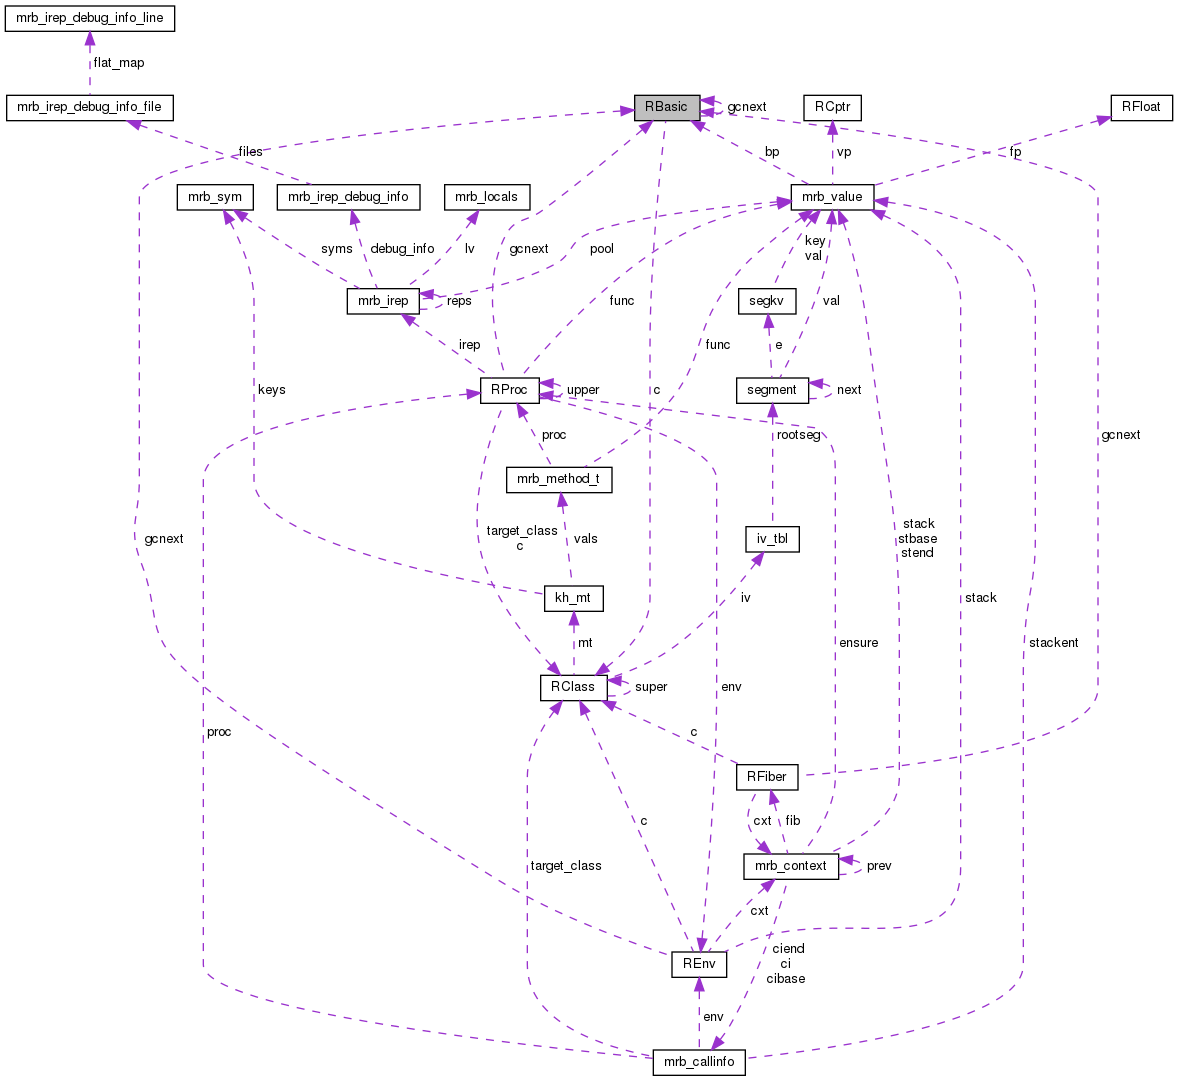 mrb_irep_debug_info_line
flat_map
mrb_irep_debug_info_file
RBasic
gcnext
RCptr
RFloat
files
bp
vp
fp
mrb_sym
mrb_irep_debug_info
mrb_locals
mrb_value
syms
debug_info
lv
gcnext
pool
key
val
mrb_irep
reps
func
segkv
val
irep
func
e
RProc
upper
c
segment
next
keys
proc
rootseg
gcnext
mrb_method_t
target_class
c
stack
stbase
stend
gcnext
vals
iv_tbl
kh_mt
iv
stack
mt
ensure
stackent
RClass
super
env
proc
c
RFiber
c
cxt
fib
target_class
mrb_context
prev
cxt
ciend
ci
cibase
REnv
env
mrb_callinfo